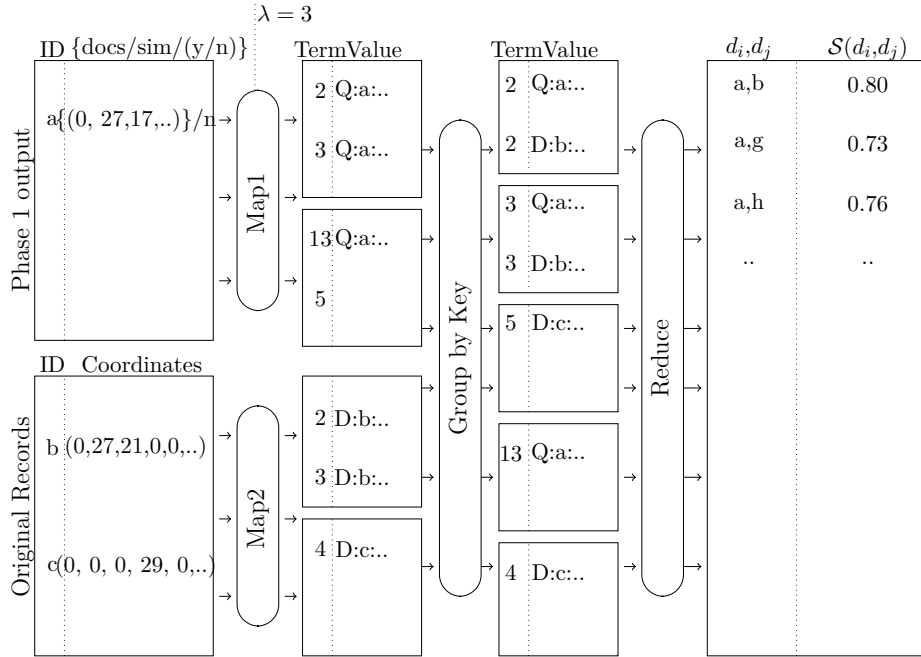 λ = 3
ID {docs/sim/(y/n)}
TermValue
TermValue
d_i,d_j
S(d_i,d_j)
Phase 1 output
a{(0, 27,17,..)}/n
Map1
2 Q:a:..
3 Q:a:..
13 Q:a:..
5
ID Coordinates
Original Records
b (0,27,21,0,0,..)
c(0, 0, 0, 29, 0,..)
Map2
2 D:b:..
3 D:b:..
4 D:c:..
Group by Key
2 Q:a:..
2 D:b:..
3 Q:a:..
3 D:b:..
5 D:c:..
13 Q:a:..
4 D:c:..
Reduce
a,b 0.80
a,g 0.73
a,h 0.76
.. ..